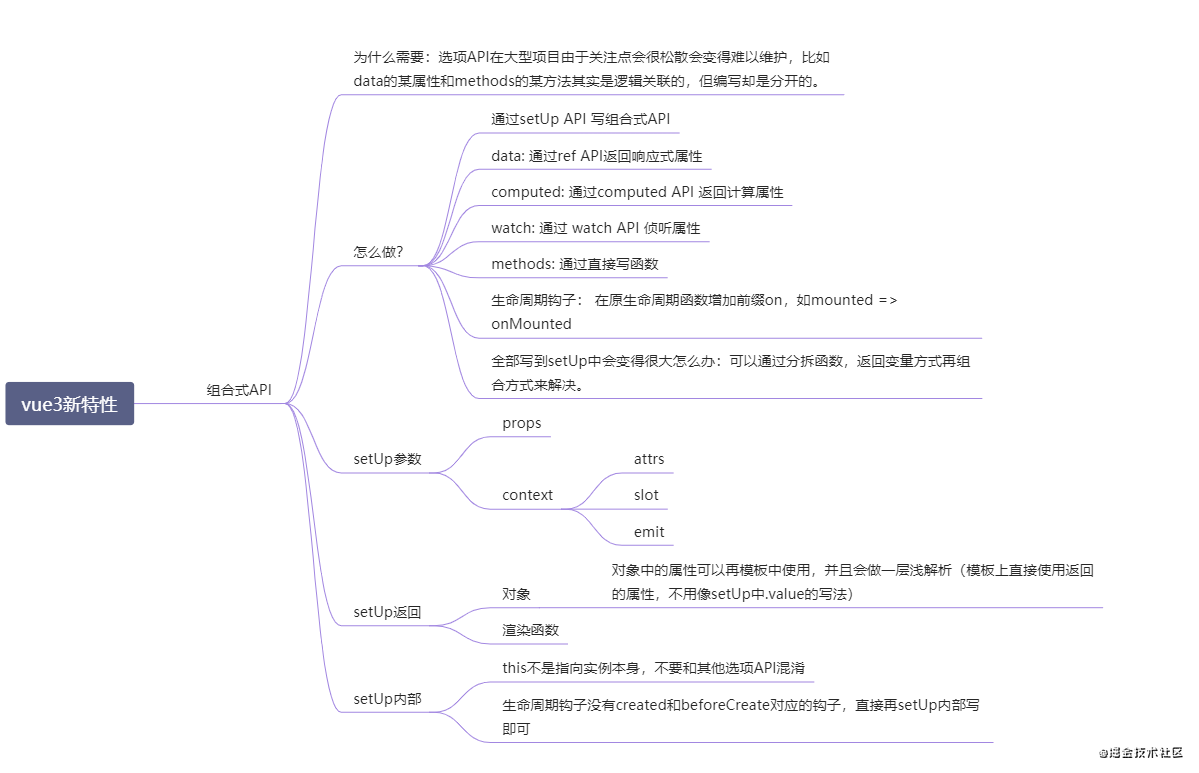 为什么需要：选项API在大型项目由于关注点会很松散会变得难以维护，比如
data的某属性和methods的某方法其实是逻辑关联的，但编写却是分开的。
通过setUp API 写组合式API
data: 通过ref API返回响应式属性
computed: 通过computed API 返回计算属性
watch: 通过 watch API 侦听属性
怎么做？
methods: 通过直接写函数
生命周期钩子： 在原生命周期函数增加前缀on，如mounted =>
onMounted
全部写到setUp中会变得很大怎么办：可以通过分拆函数，返回变量方式再组
合方式来解决。
vue3新特性
组合式API
props
setUp参数
attrs
context
slot
emit
对象中的属性可以再模板中使用，并且会做一层浅解析（模板上直接使用返回
的属性，不用像setUp中.value的写法）
对象
setUp返回
渲染函数
this不是指向实例本身，不要和其他选项API混淆
setUp内部
生命周期钩子没有created和beforeCreate对应的钩子，直接再setUp内部写
即可
@掘金技术社区